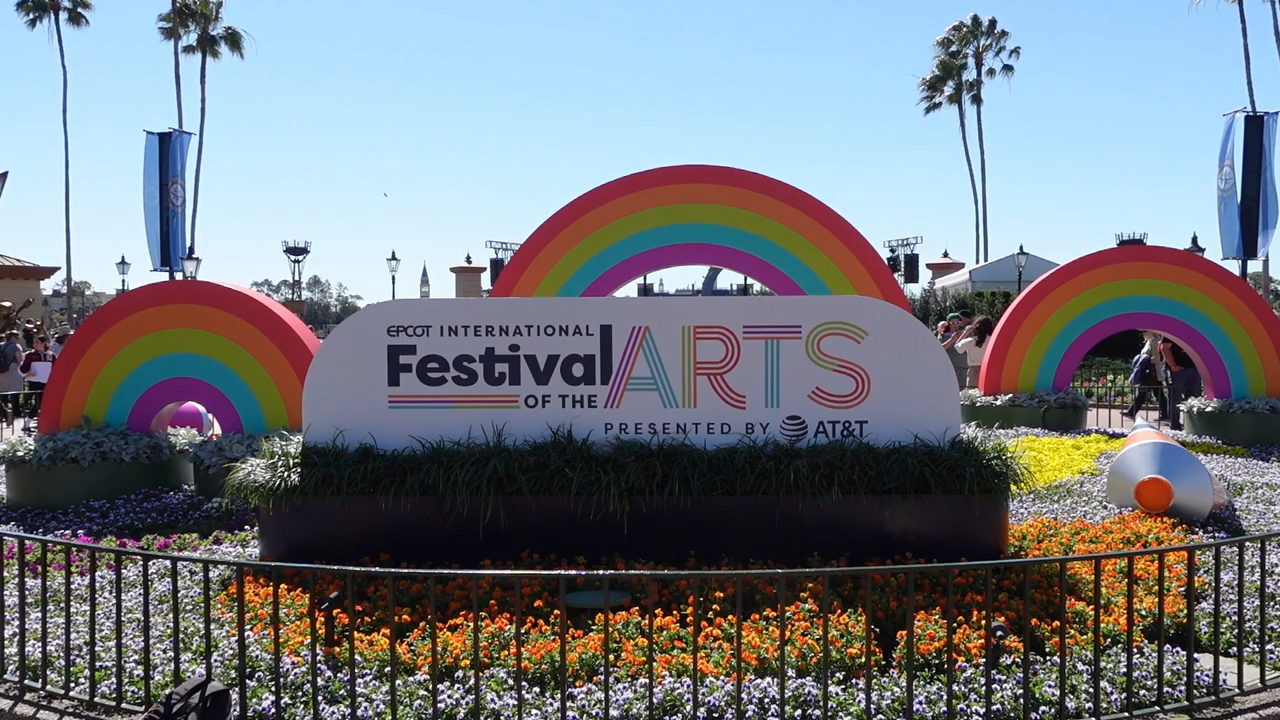 EPCOT INTERNATIONAL
Festival
OF THE ARTS
PRESENTED BY AT&T